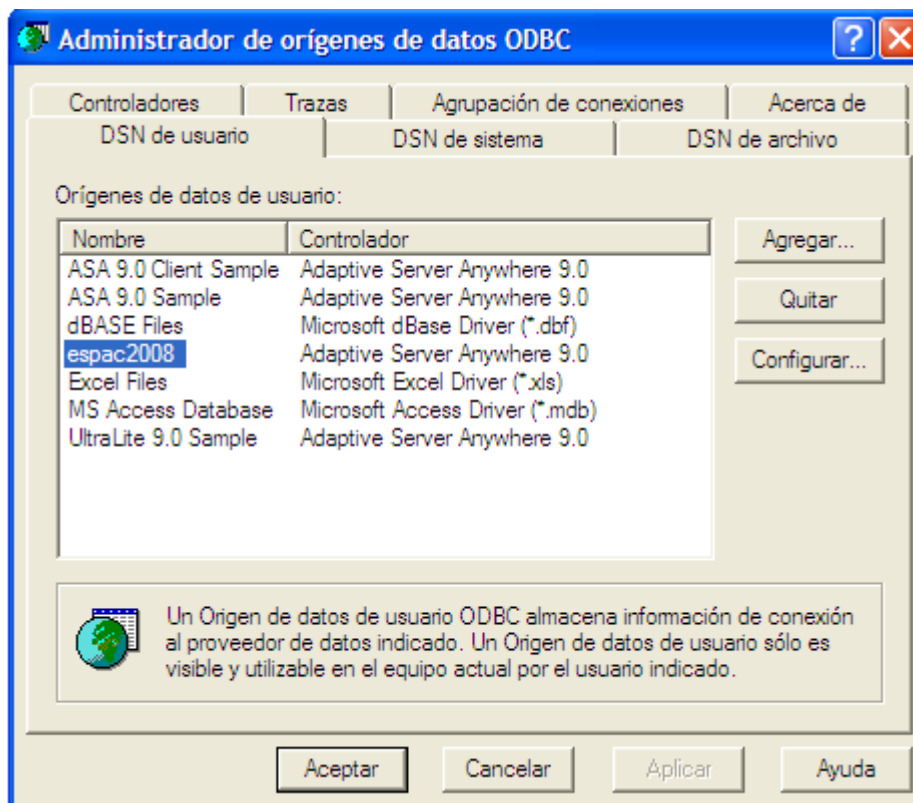 Administrador de orígenes de datos ODBC
Controladores Trazas Agrupación de conexiones Acerca de
DSN de usuario DSN de sistema DSN de archivo
Orígenes de datos de usuario:
Nombre Controlador
ASA 9.0 Client Sample Adaptive Server Anywhere 9.0
ASA 9.0 Sample Adaptive Server Anywhere 9.0
dBASE Files Microsoft dBase Driver (*.dbf)
espac2008 Adaptive Server Anywhere 9.0
Excel Files Microsoft Excel Driver (*.xls)
MS Access Database Microsoft Access Driver (*.mdb)
UltraLite 9.0 Sample Adaptive Server Anywhere 9.0
Agregar...
Quitar
Configurar...
Un Origen de datos de usuario ODBC almacena información de conexión
al proveedor de datos indicado. Un Origen de datos de usuario sólo es
visible y utilizable en el equipo actual por el usuario indicado.
Aceptar Cancelar Aplicar Ayuda